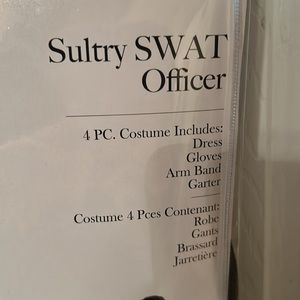 Sultry SWAT
Officer
4 PC. Costume Includes:
Dress
Gloves
Arm Band
Garter
Costume 4 Pces Contenant:
Robe
Gants
Brassard
Jarretière